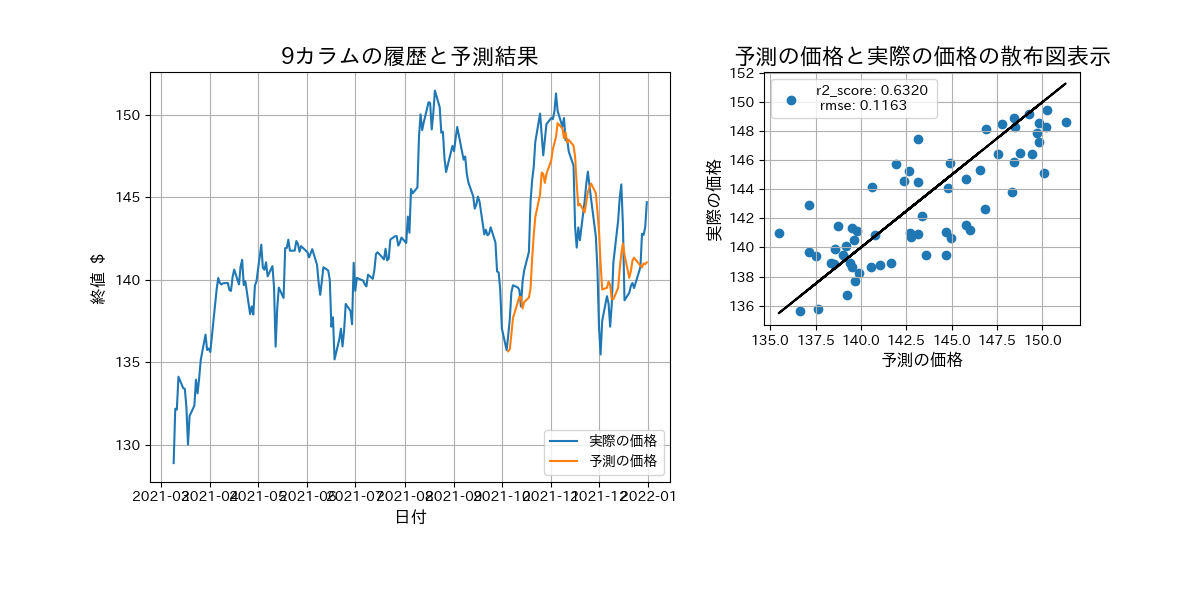 9カラムの履歴と予測結果
終値 $
150
145
140
135
130
2021-03 2021-04 2021-05 2021-06 2021-07 2021-08 2021-09 2021-10 2021-11 2021-12 2022-01
日付
実際の価格
予測の価格
予測の価格と実際の価格の散布図表示
r2_score: 0.6320
rmse: 0.1163
実際の価格
152
150
148
146
144
142
140
138
136
135.0 137.5 140.0 142.5 145.0 147.5 150.0
予測の価格